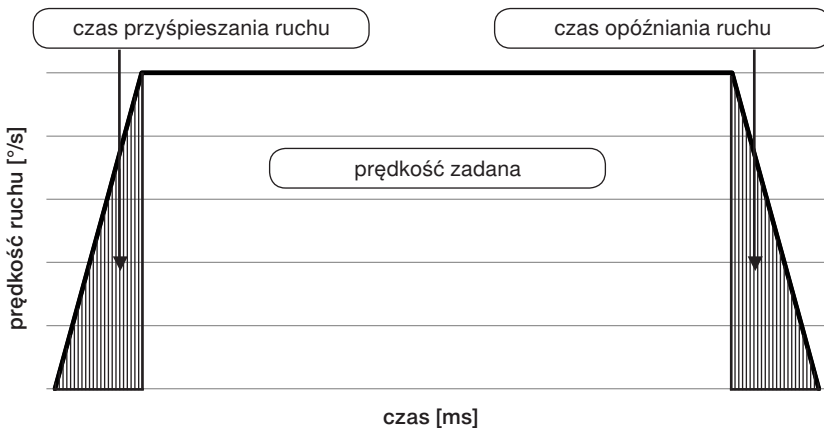 czas przyśpieszania ruchu
czas opóźniania ruchu
prędkość zadana
prędkość ruchu [°/s]
czas [ms]